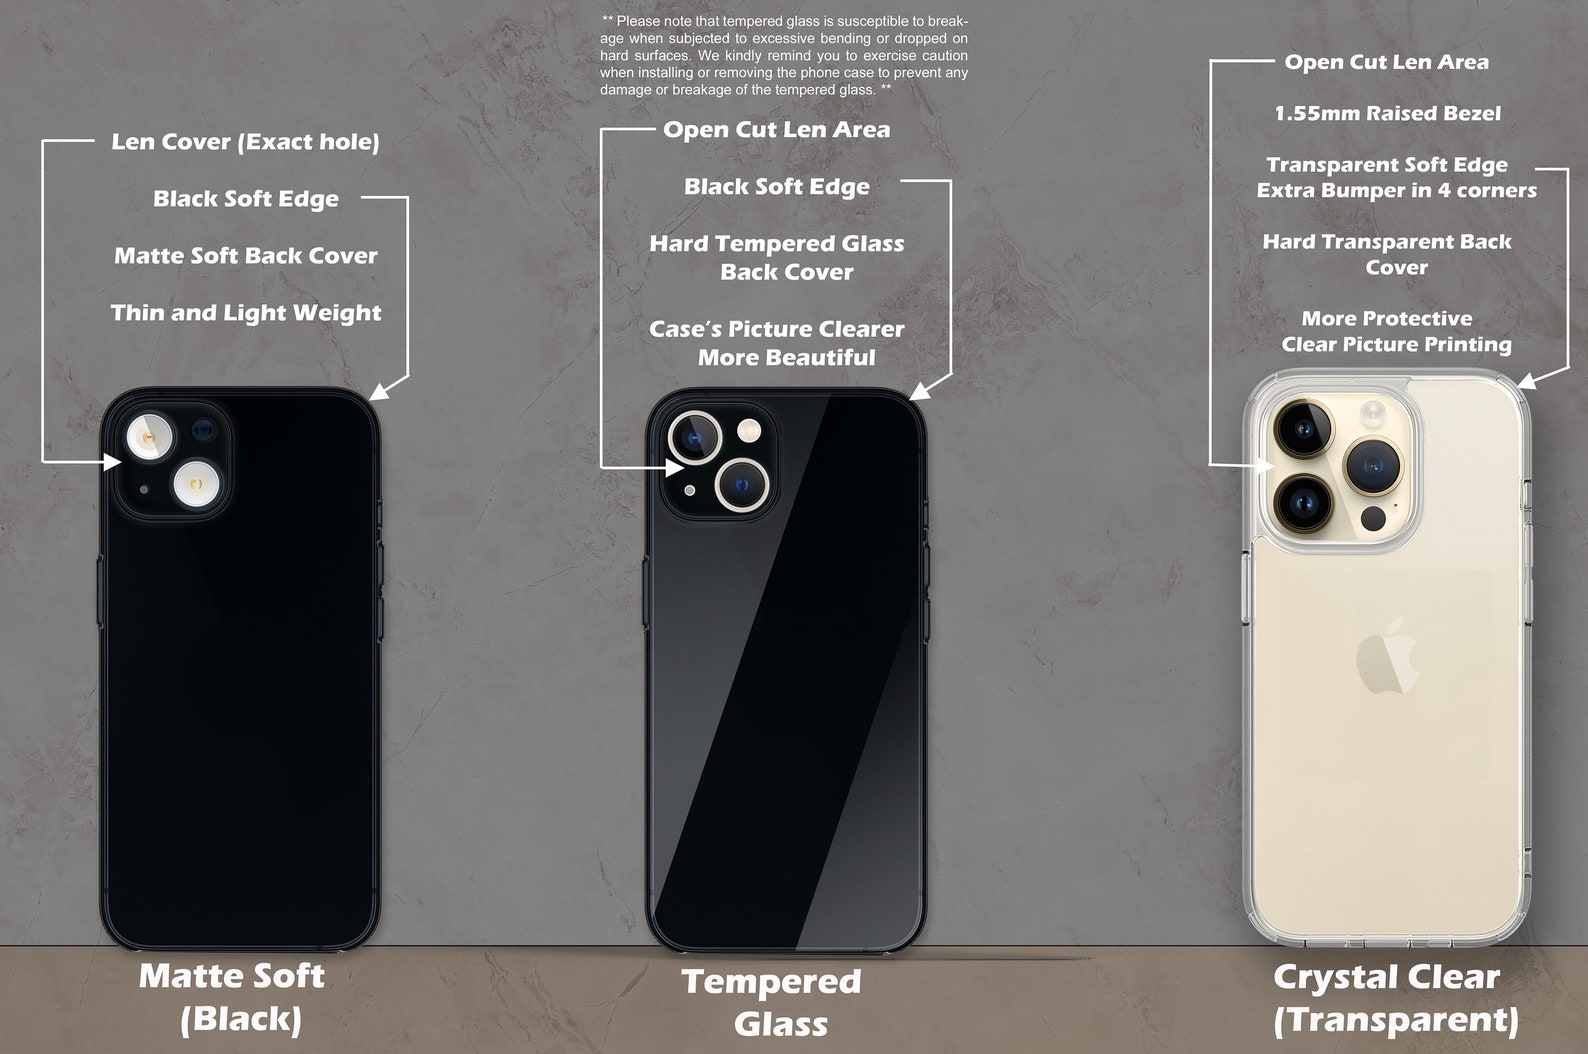 ** Please note that tempered glass is susceptible to break-
age when subjected to excessive bending or dropped on
hard surfaces. We kindly remind you to exercise caution
when installing or removing the phone case to prevent any
damage or breakage of the tempered glass. **
Len Cover (Exact hole)
Black Soft Edge
Matte Soft Back Cover
Thin and Light Weight
Matte Soft
(Black)
Open Cut Len Area
Black Soft Edge
Hard Tempered Glass
Back Cover
Case's Picture Clearer
More Beautiful
Tempered
Glass
Open Cut Len Area
1.55mm Raised Bezel
Transparent Soft Edge
Extra Bumper in 4 corners
Hard Transparent Back
Cover
More Protective
Clear Picture Printing
Crystal Clear
(Transparent)